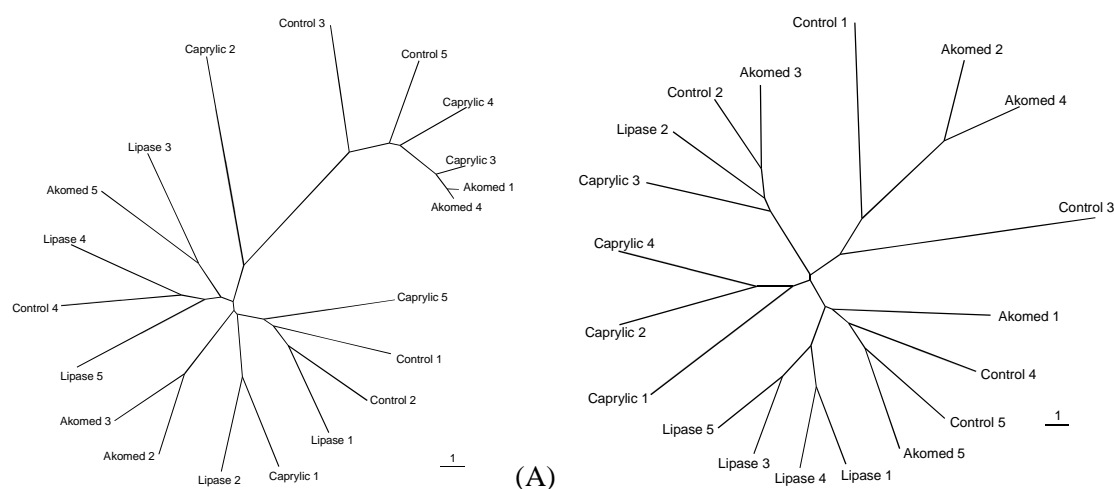 Control 3
Caprylic 2
Control 5
Caprylic 4
Lipase 3
Caprylic 3
Akomed 1
Akomed 4
Akomed 5
Lipase 4
Control 4
Caprylic 5
Control 1
Lipase 5
Control 2
Akomed 3
Lipase 1
Akomed 2
Lipase 2
Caprylic 1
1
(A)
Control 1
Akomed 2
Akomed 3
Control 2
Akomed 4
Lipase 2
Caprylic 3
Control 3
Caprylic 4
Akomed 1
Caprylic 2
Control 4
Caprylic 1
Control 5
Lipase 5
Akomed 5
Lipase 3
Lipase 4
Lipase 1
1